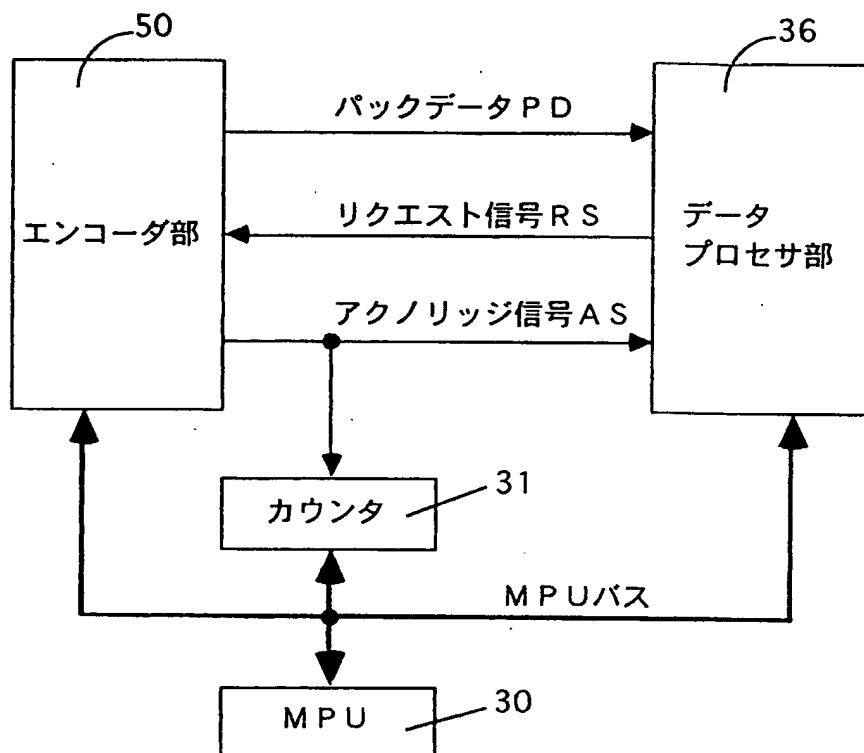 50
36
パックデータＰＤ
エンコーダ部
リクエスト信号ＲＳ
データ
プロセサ部
アクノリッジ信号ＡＳ
31
カウンタ
ＭＰＵバス
ＭＰＵ
30